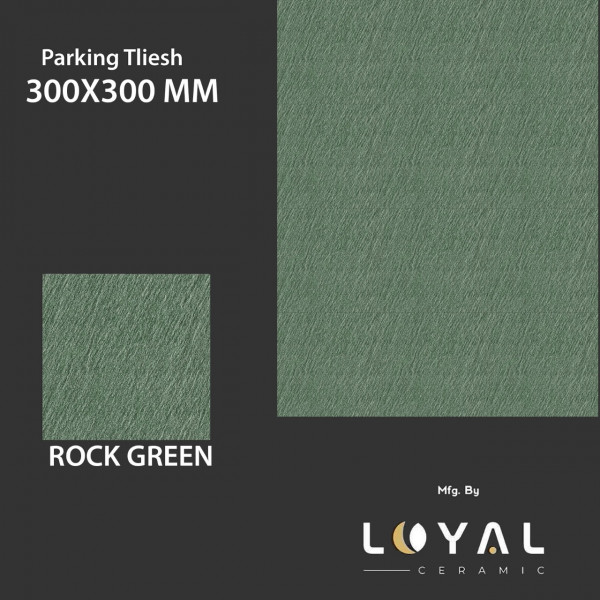 Parking Tliesh
300X300 MM
ROCK GREEN
Mfg. By
LOYAL
CERAMIC